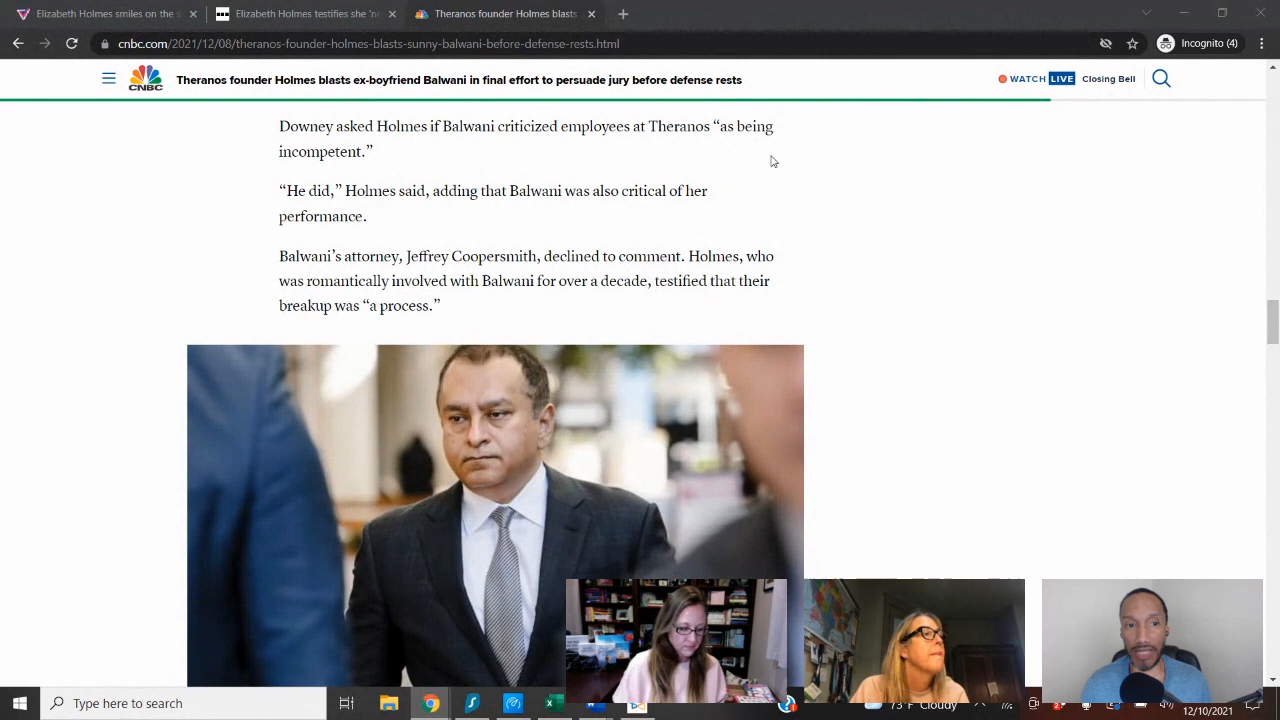 Elizabeth Holmes smiles on the s
Elizabeth Holmes testifies she 'ne
Theranos founder Holmes blasts
cnbc.com/2021/12/08/theranos-founder-holmes-blasts-sunny-balwani-before-defense-rests.html
Incognito (4)
CNBC
Theranos founder Holmes blasts ex-boyfriend Balwani in final effort to persuade jury before defense rests
WATCH LIVE Closing Bell
Downey asked Holmes if Balwani criticized employees at Theranos “as being
incompetent.”
“He did,” Holmes said, adding that Balwani was also critical of her
performance.
Balwani’s attorney, Jeffrey Coopersmith, declined to comment. Holmes, who
was romantically involved with Balwani for over a decade, testified that their
breakup was “a process.”
Type here to search
73°F Cloudy
12/10/2021